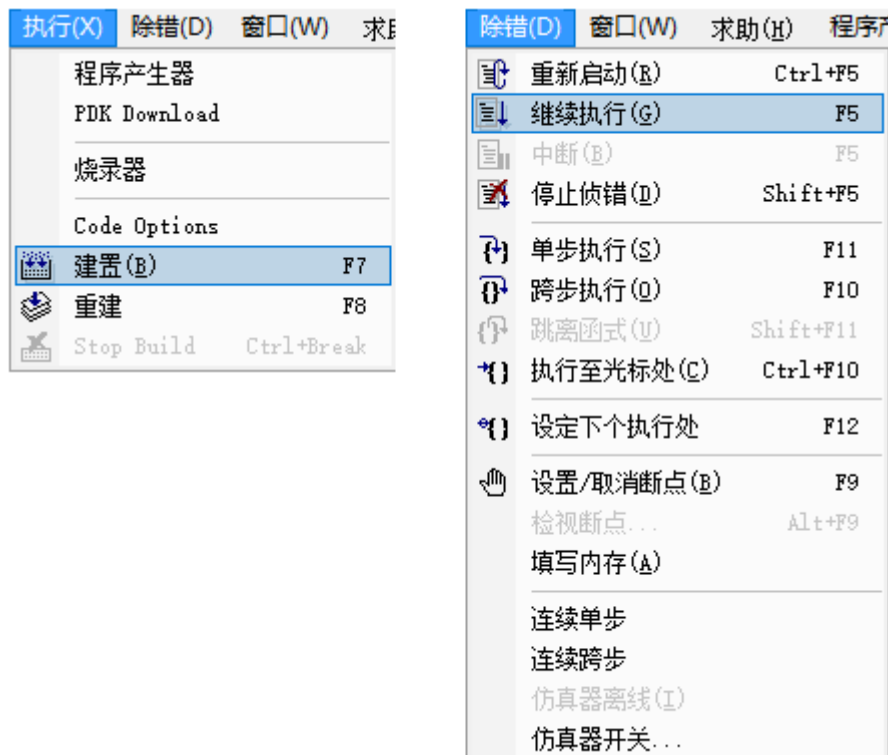 执行(X) 除错(D) 窗口(W)
程序产生器
PDK Download
烧录器
Code Options
建置(B) F7
重建 F8
Stop Build Ctrl+Break
除错(D) 窗口(W) 求助(H)
重新启动(R) Ctrl+F5
继续执行(G) F5
中断(B) F5
停止侦错(D) Shift+F5
单步执行(S) F11
跨步执行(O) F10
跳离函式(U) Shift+F11
执行至光标处(C) Ctrl+F10
设定下个执行处 F12
设置/取消断点(B) F9
检视断点... Alt+F9
填写内存(A)
连续单步
连续跨步
仿真器离线(I)
仿真器开关...